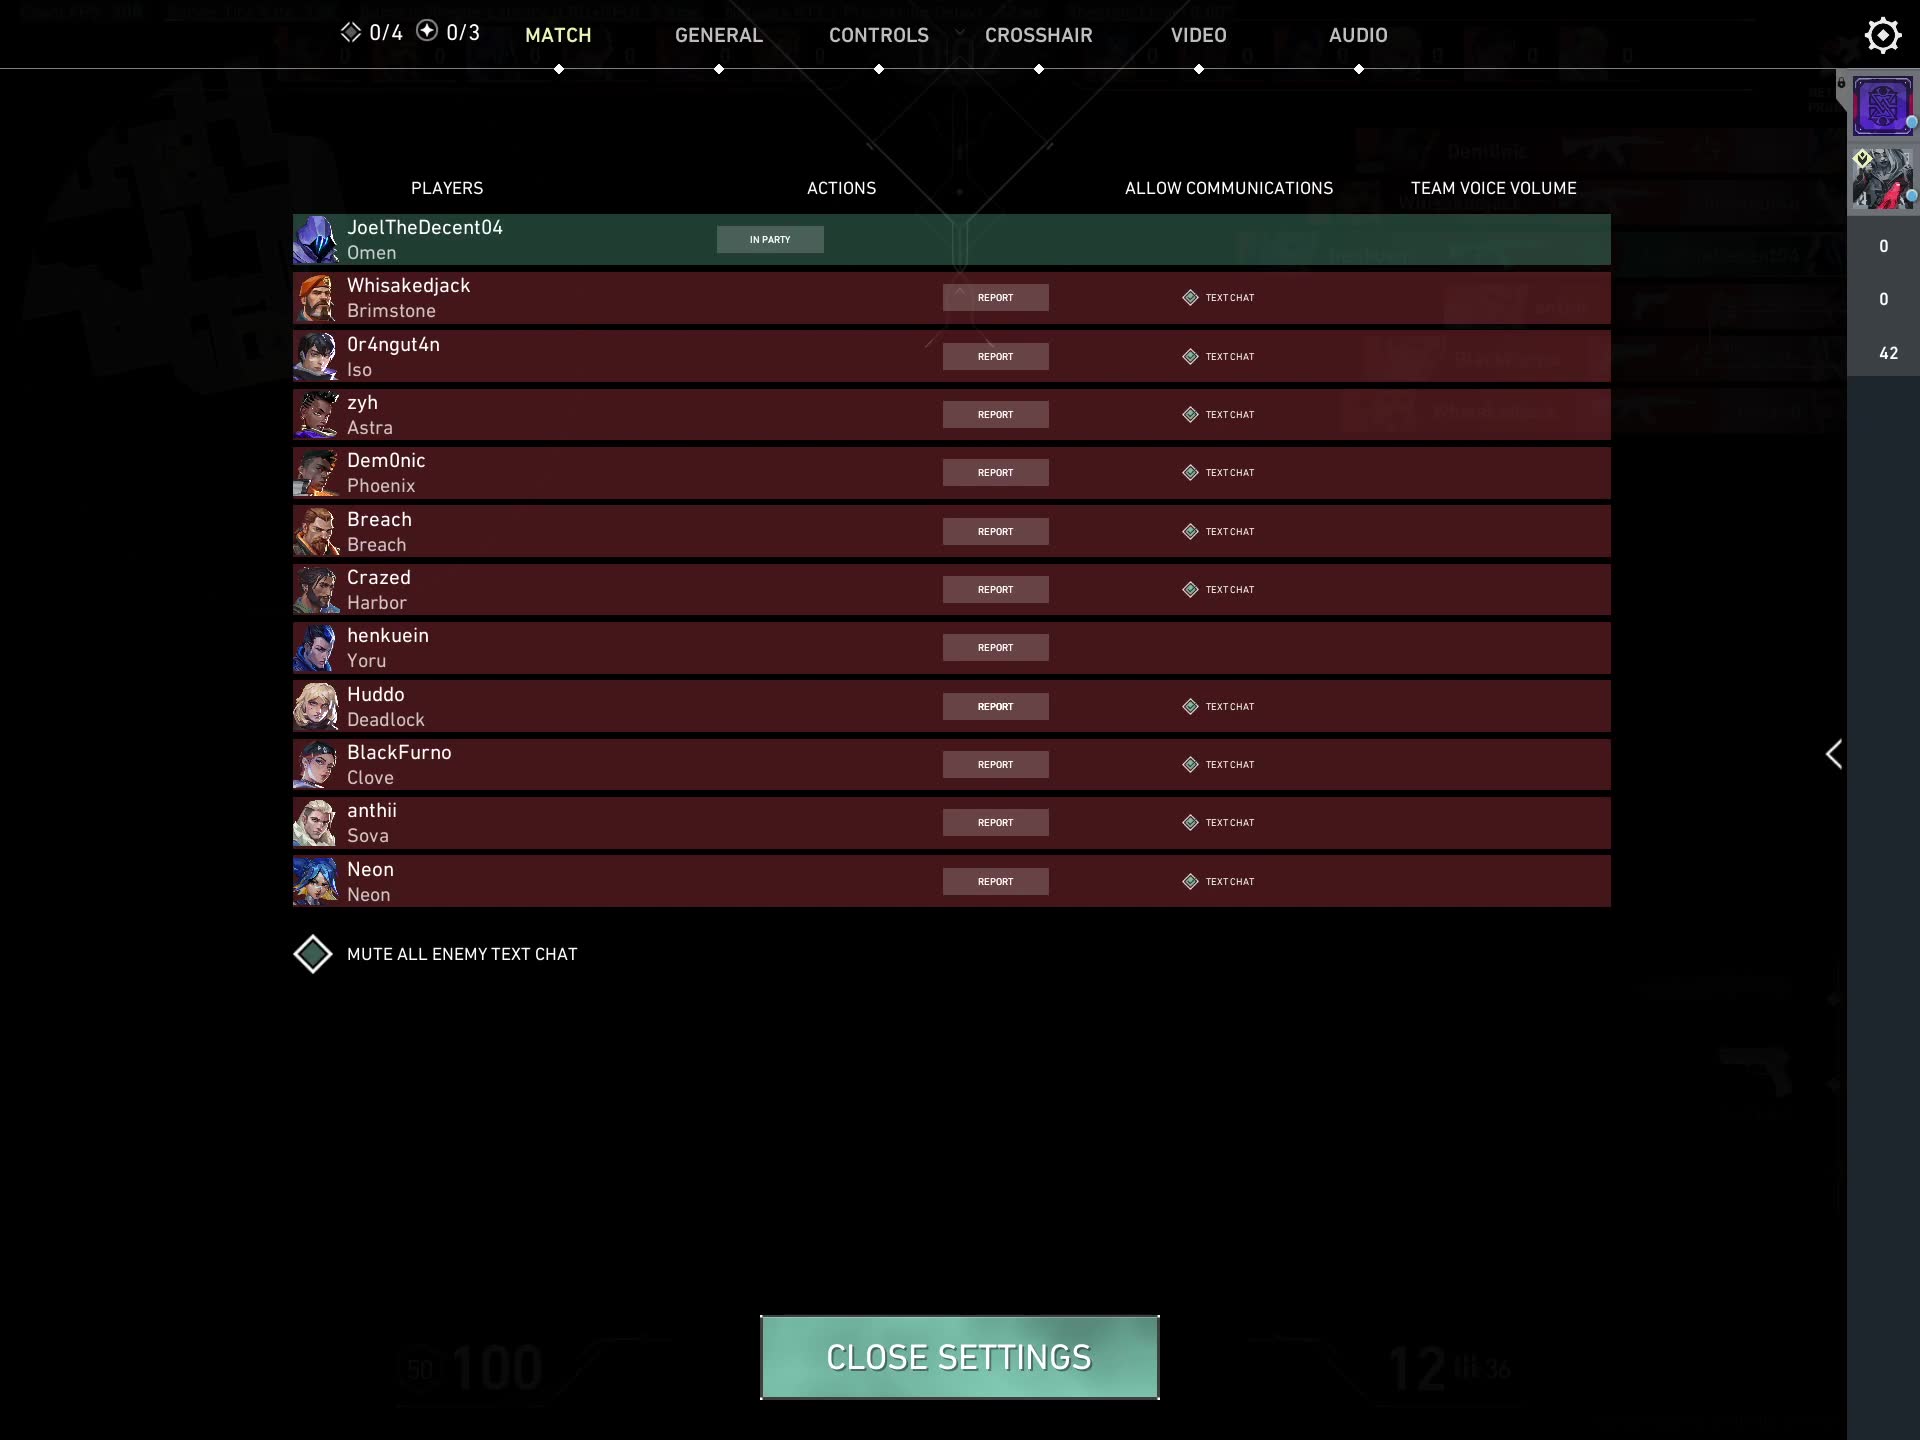 0/4 0/3 MATCH GENERAL CONTROLS CROSSHAIR VIDEO AUDIO
PLAYERS ACTIONS ALLOW COMMUNICATIONS TEAM VOICE VOLUME
JoelTheDecent04
Omen
IN PARTY
0
Whisakedjack
Brimstone
REPORT TEXT CHAT
0
0r4ngut4n
Iso
REPORT TEXT CHAT
42
zyh
Astra
REPORT TEXT CHAT
Dem0nic
Phoenix
REPORT TEXT CHAT
Breach
Breach
REPORT TEXT CHAT
Crazed
Harbor
REPORT TEXT CHAT
henkuein
Yoru
REPORT
Huddo
Deadlock
REPORT TEXT CHAT
BlackFurno
Clove
REPORT TEXT CHAT
anthii
Sova
REPORT TEXT CHAT
Neon
Neon
REPORT TEXT CHAT
MUTE ALL ENEMY TEXT CHAT
CLOSE SETTINGS
50 100 12 36